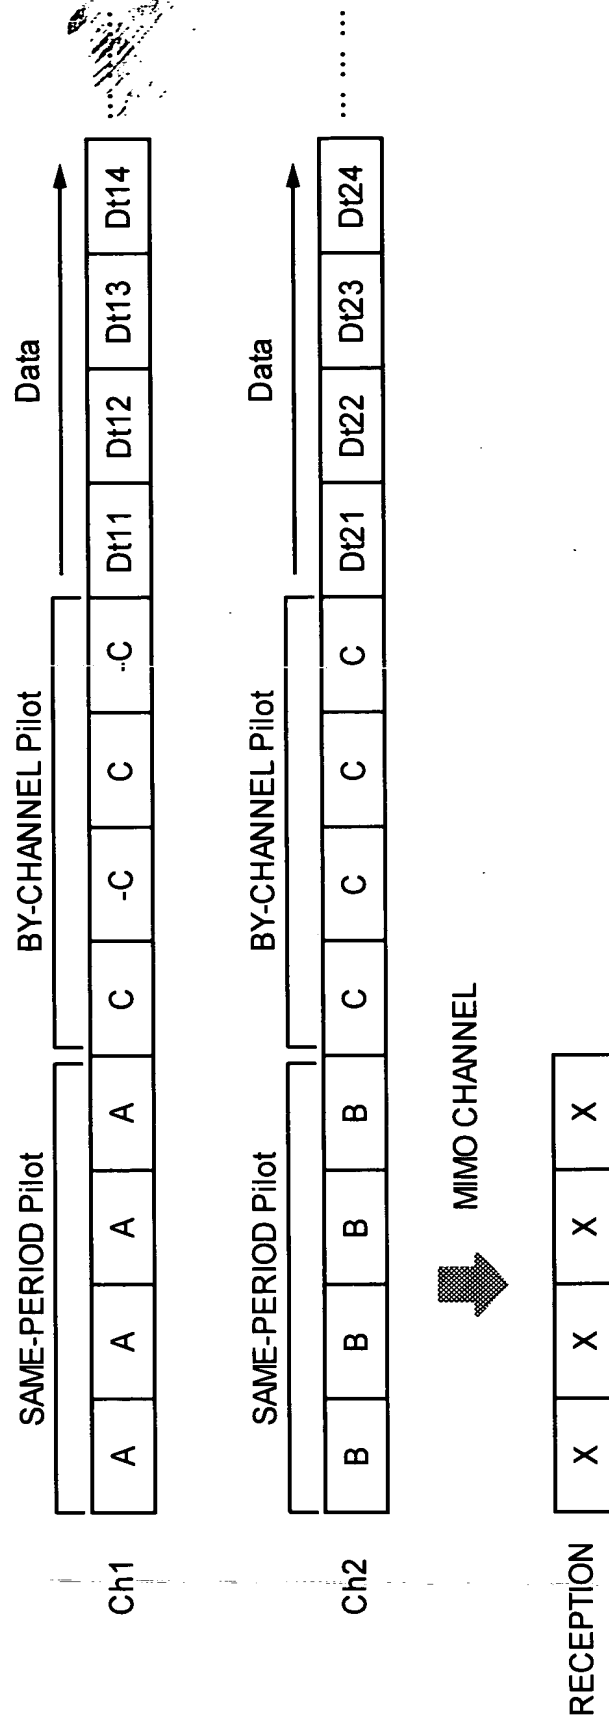 SAME-PERIOD Pilot BY-CHANNEL Pilot Data
Ch1 A A A A C -C C -C Dt11 Dt12 Dt13 Dt14 ......
SAME-PERIOD Pilot BY-CHANNEL Pilot Data
Ch2 B B B B C C C C Dt21 Dt22 Dt23 Dt24 ......
MIMO CHANNEL
RECEPTION X X X X